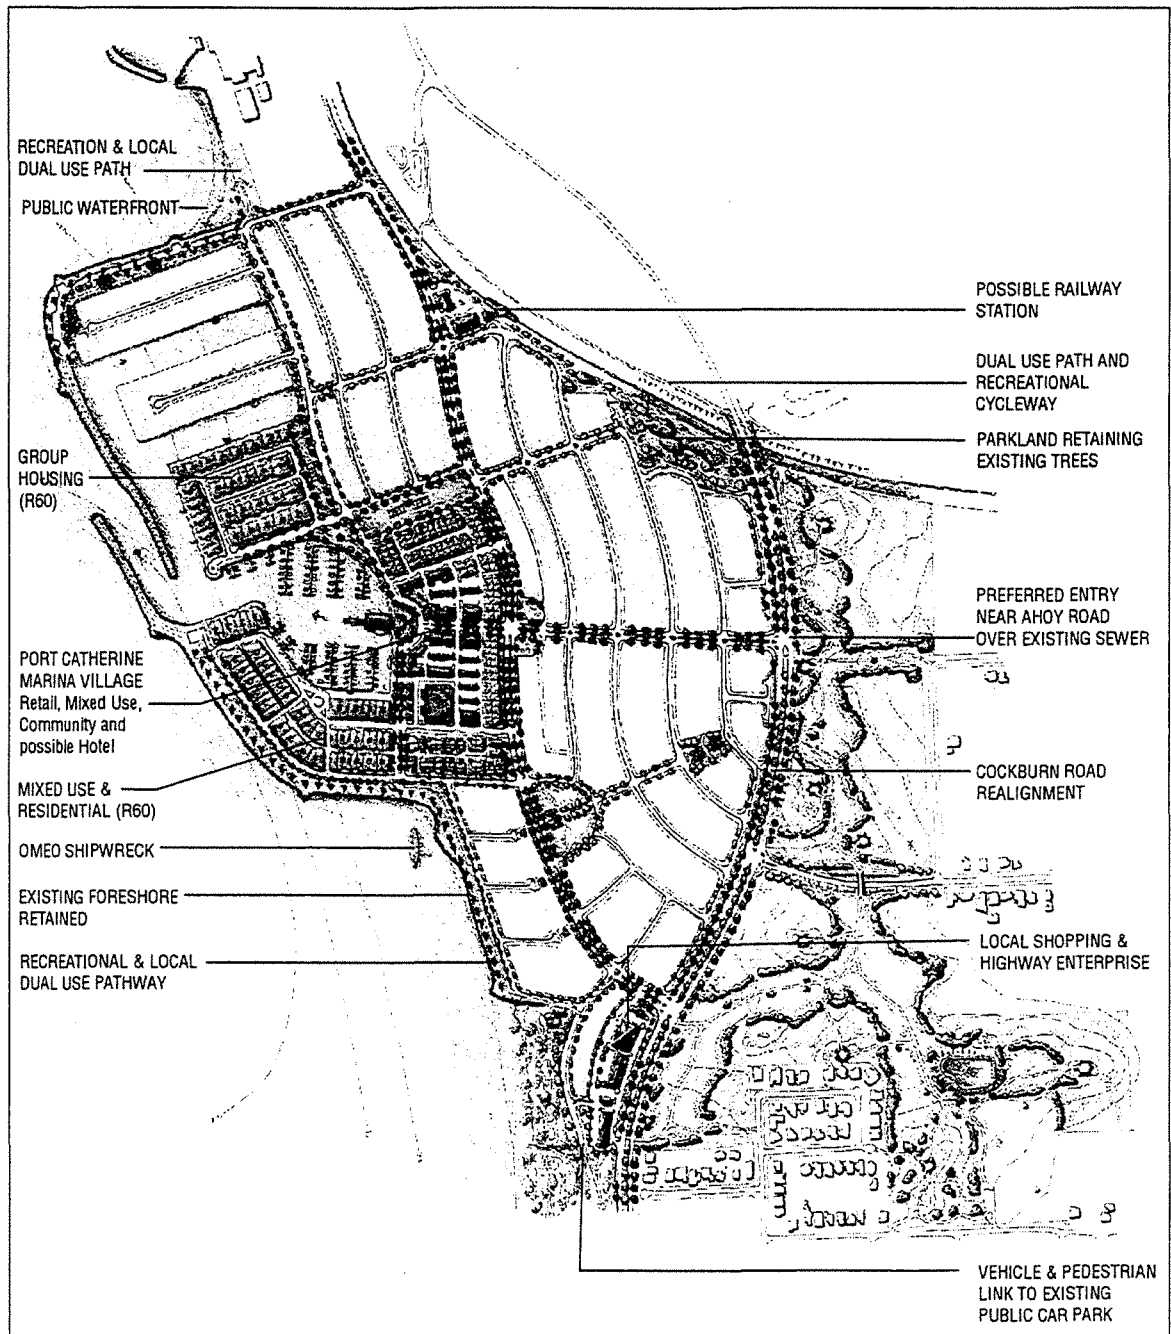 RECREATION & LOCAL
DUAL USE PATH
PUBLIC WATERFRONT
GROUP
HOUSING
(R60)
PORT CATHERINE
MARINA VILLAGE
Retail, Mixed Use,
Community and
possible Hotel
MIXED USE &
RESIDENTIAL (R60)
OMEO SHIPWRECK
EXISTING FORESHORE
RETAINED
RECREATIONAL & LOCAL
DUAL USE PATHWAY
POSSIBLE RAILWAY
STATION
DUAL USE PATH AND
RECREATIONAL
CYCLEWAY
PARKLAND RETAINING
EXISTING TREES
PREFERRED ENTRY
NEAR AHOY ROAD
OVER EXISTING SEWER
COCKBURN ROAD
REALIGNMENT
LOCAL SHOPPING &
HIGHWAY ENTERPRISE
VEHICLE & PEDESTRIAN
LINK TO EXISTING
PUBLIC CAR PARK